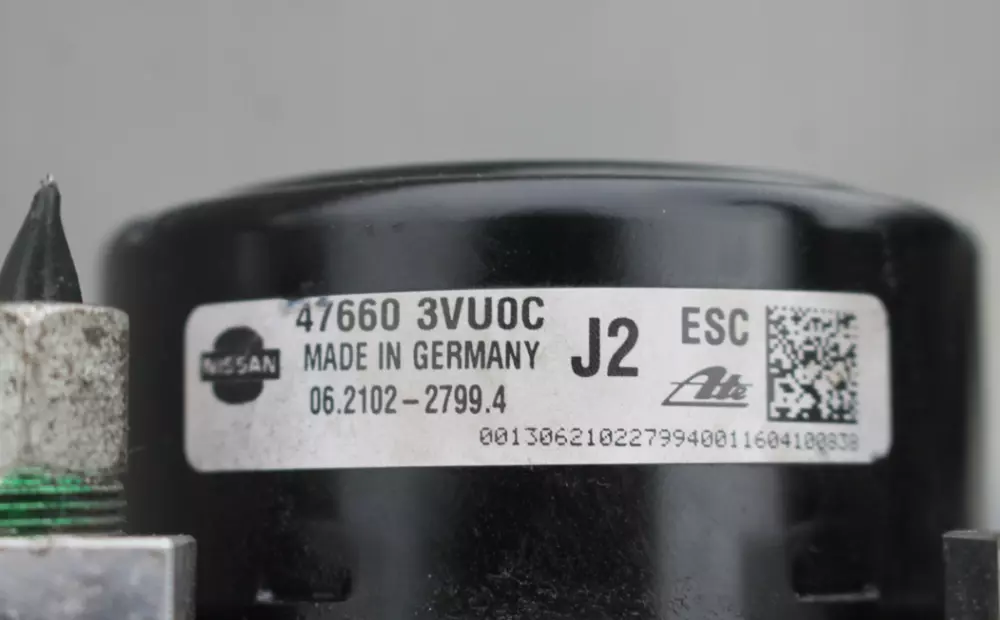 47660 3VU0C
NISSAN
MADE IN GERMANY
06.2102-2799.4
J2
ESC
Ate
0013062102279940011604100838